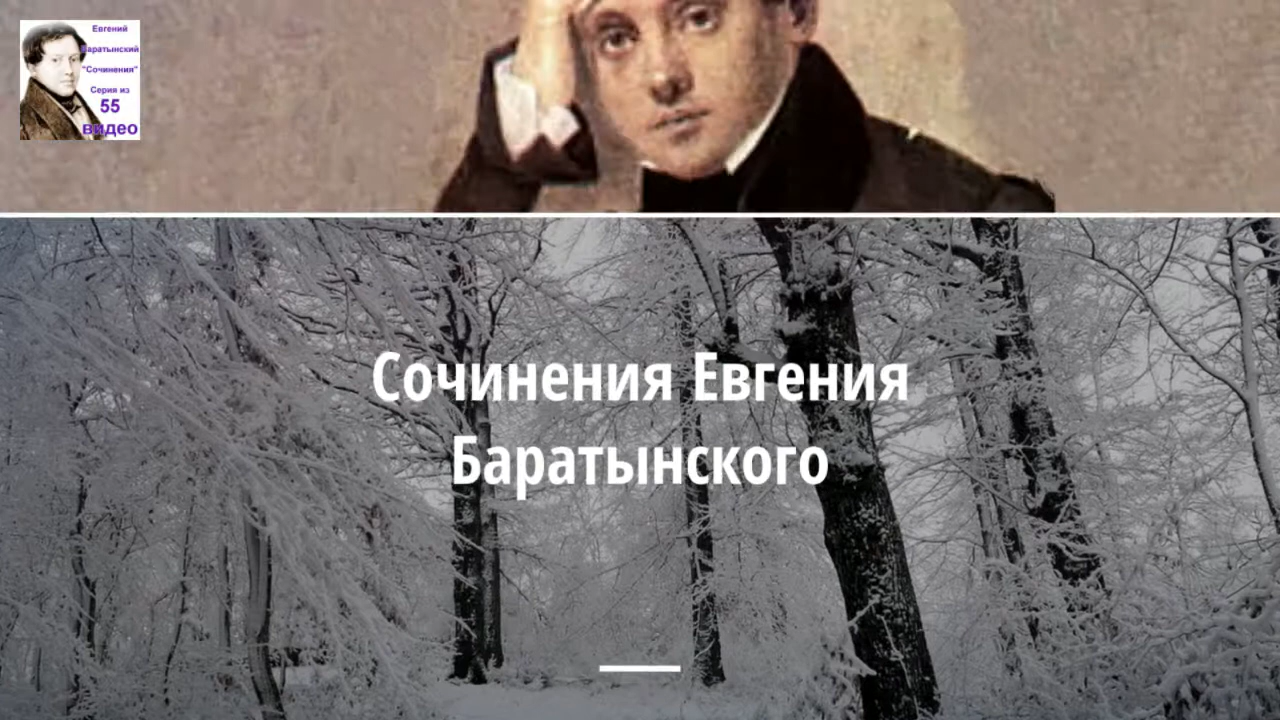 Евгений
Баратынский
"Сочинения"
Серия из
55
видео
Сочинения Евгения
Баратынского